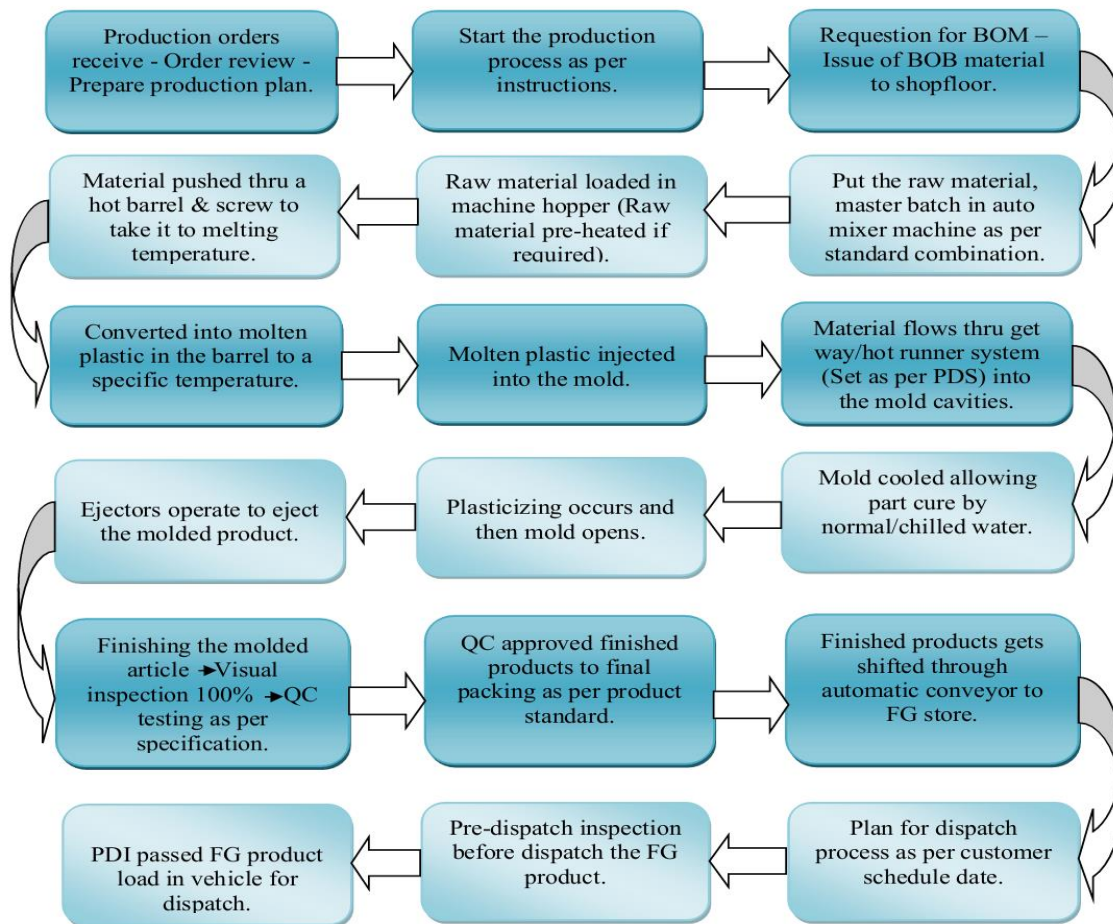 Production orders
receive - Order review -
Prepare production plan.
Start the production
process as per
instructions.
Requestion for BOM –
Issue of BOB material
to shopfloor.
Put the raw material,
master batch in auto
mixer machine as per
standard combination.
Raw material loaded in
machine hopper (Raw
material pre-heated if
required).
Material pushed thru a
hot barrel & screw to
take it to melting
temperature.
Converted into molten
plastic in the barrel to a
specific temperature.
Molten plastic injected
into the mold.
Material flows thru get
way/hot runner system
(Set as per PDS) into
the mold cavities.
Mold cooled allowing
part cure by
normal/chilled water.
Plasticizing occurs and
then mold opens.
Ejectors operate to eject
the molded product.
Finishing the molded
article →Visual
inspection 100% →QC
testing as per
specification.
QC approved finished
products to final
packing as per product
standard.
Finished products gets
shifted through
automatic conveyor to
FG store.
Plan for dispatch
process as per customer
schedule date.
Pre-dispatch inspection
before dispatch the FG
product.
PDI passed FG product
load in vehicle for
dispatch.